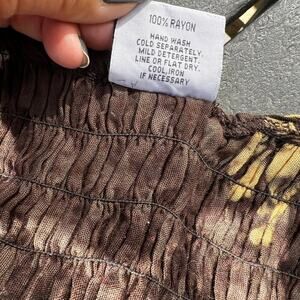 100% RAYON
HAND WASH
COLD SEPARATELY.
MILD DETERGENT.
LINE OR FLAT DRY.
COOL IRON
IF NECESSARY